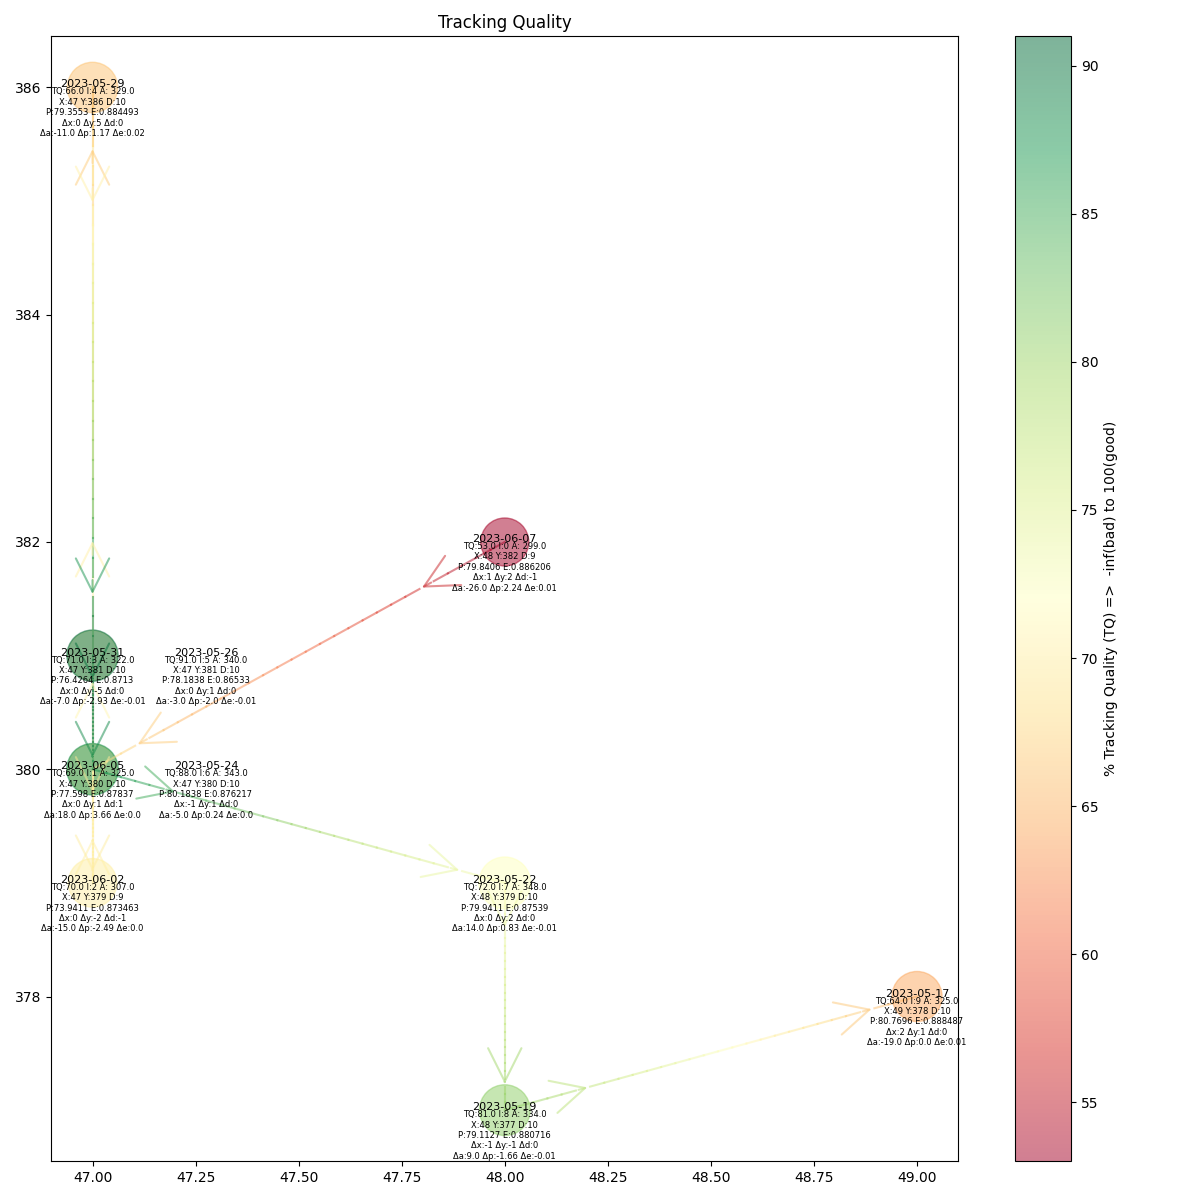 Tracking Quality
386
384
382
380
378
2023-05-29
TQ:66.0 I:4 A: 329.0
X:47 Y:386 D:10
P:79.3553 E:0.884493
Δx:0 Δy:5 Δd:0
Δa:-11.0 Δp:1.17 Δe:0.02
2023-06-07
TQ:53.0 I:0 A: 299.0
X:48 Y:382 D:9
P:79.8406 E:0.886206
Δx:1 Δy:2 Δd:-1
Δa:-26.0 Δp:2.24 Δe:0.01
2023-05-31
TQ:71.0 I:3 A: 322.0
X:47 Y:381 D:10
P:76.4264 E:0.8713
Δx:0 Δy:-5 Δd:0
Δa:-7.0 Δp:-2.93 Δe:-0.01
2023-05-26
TQ:91.0 I:5 A: 340.0
X:47 Y:381 D:10
P:78.1838 E:0.86533
Δx:0 Δy:1 Δd:0
Δa:-3.0 Δp:-2.0 Δe:-0.01
2023-06-05
TQ:69.0 I:1 A: 325.0
X:47 Y:380 D:10
P:77.598 E:0.87837
Δx:0 Δy:1 Δd:1
Δa:18.0 Δp:3.66 Δe:0.0
2023-05-24
TQ:88.0 I:6 A: 343.0
X:47 Y:380 D:10
P:80.1838 E:0.876217
Δx:-1 Δy:1 Δd:0
Δa:-5.0 Δp:0.24 Δe:0.0
2023-06-02
TQ:70.0 I:2 A: 307.0
X:47 Y:379 D:9
P:73.9411 E:0.873463
Δx:0 Δy:-2 Δd:-1
Δa:-15.0 Δp:-2.49 Δe:0.0
2023-05-22
TQ:72.0 I:7 A: 348.0
X:48 Y:379 D:10
P:79.9411 E:0.87539
Δx:0 Δy:2 Δd:0
Δa:14.0 Δp:0.83 Δe:-0.01
2023-05-17
TQ:64.0 I:9 A: 325.0
X:49 Y:378 D:10
P:80.7696 E:0.888487
Δx:2 Δy:1 Δd:0
Δa:-19.0 Δp:0.0 Δe:0.01
2023-05-19
TQ:81.0 I:8 A: 334.0
X:48 Y:377 D:10
P:79.1127 E:0.880716
Δx:-1 Δy:-1 Δd:0
Δa:9.0 Δp:-1.66 Δe:-0.01
47.00 47.25 47.50 47.75 48.00 48.25 48.50 48.75 49.00
90
85
80
75
70
65
60
55
% Tracking Quality (TQ) => -inf(bad) to 100(good)